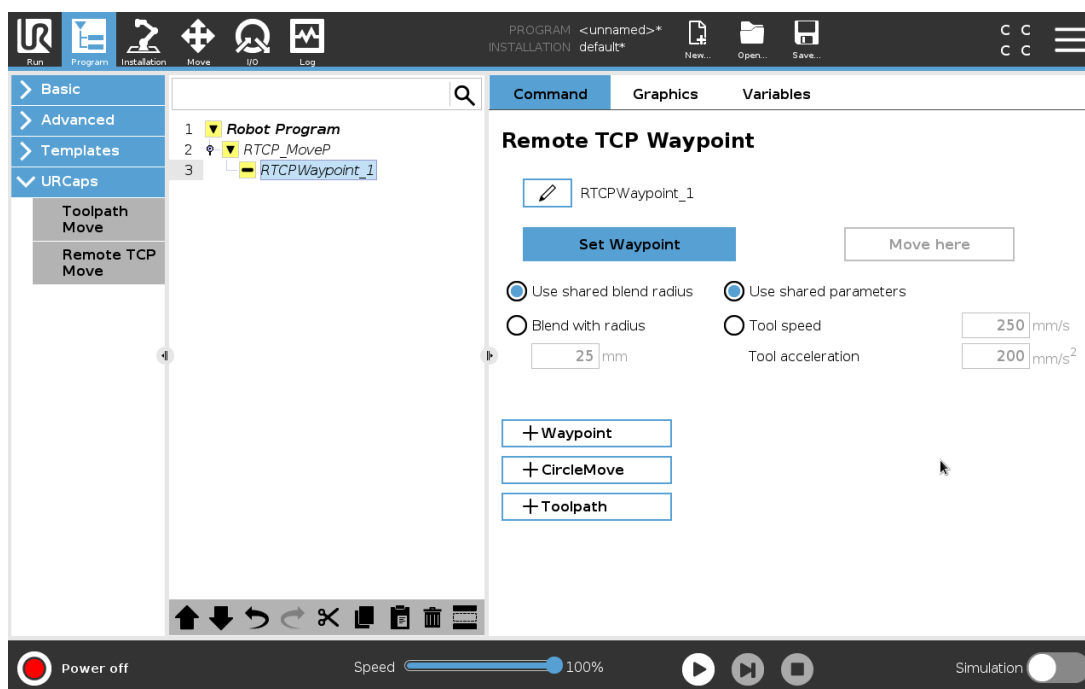 PROGRAM <unnamed>*
INSTALLATION default*
UR
Run
Program
Installation
Move
I/O
Log
New...
Open...
Save...
C C
C C
Basic
Advanced
Templates
URCaps
Toolpath
Move
Remote TCP
Move
1 Robot Program
2 RTCP_MoveP
3 RTCPWaypoint_1
Command Graphics Variables
Remote TCP Waypoint
RTCPWaypoint_1
Set Waypoint Move here
Use shared blend radius Use shared parameters
Blend with radius Tool speed 250 mm/s
25 mm Tool acceleration 200 mm/s²
+ Waypoint
+ CircleMove
+ Toolpath
Power off Speed 100% Simulation